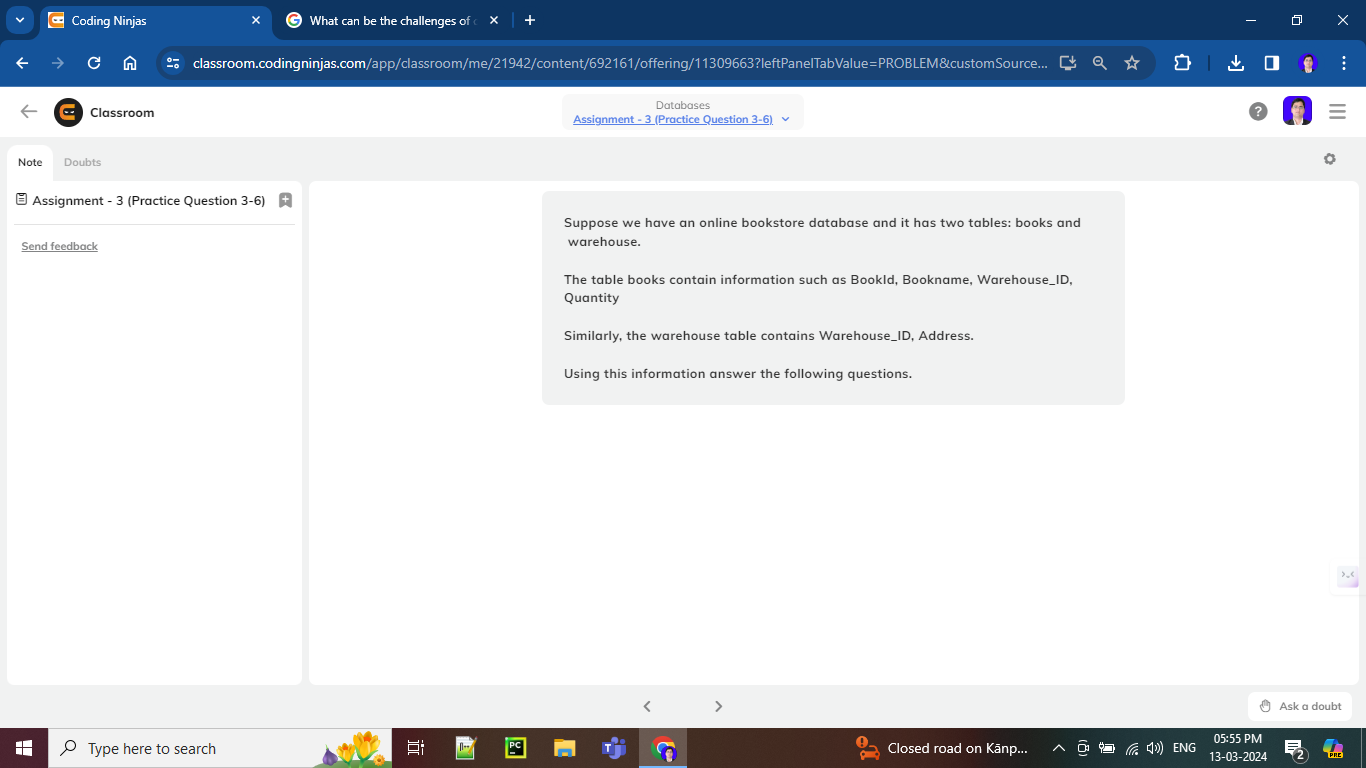 Coding Ninjas
What can be the challenges of
classroom.codingninjas.com/app/classroom/me/21942/content/692161/offering/11309663?leftPanelTabValue=PROBLEM&customSource...
Classroom
Databases
Assignment - 3 (Practice Question 3-6)
Note
Doubts
Assignment - 3 (Practice Question 3-6)
Send feedback
Suppose we have an online bookstore database and it has two tables: books and
warehouse.
The table books contain information such as BookId, Bookname, Warehouse_ID,
Quantity
Similarly, the warehouse table contains Warehouse_ID, Address.
Using this information answer the following questions.
Ask a doubt
Type here to search
PC
Closed road on Kānp...
ENG
05:55 PM
13-03-2024
2
PRE